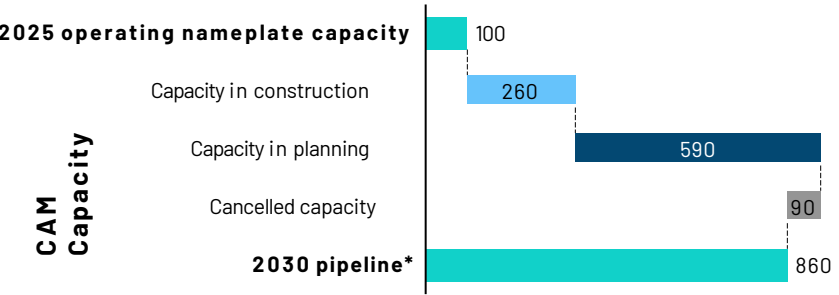 2025 operating nameplate capacity
100
Capacity in construction
260
Capacity in planning
590
Cancelled capacity
90
2030 pipeline*
860
CAM
Capacity